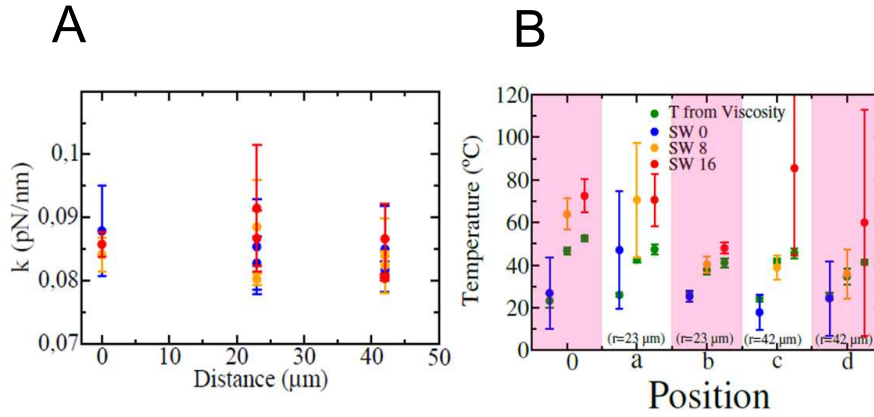 A
B
0,1
0,09
0,08
0,07
k (pN/nm)
0 10 20 30 40 50
Distance (μm)
120
100
80
60
40
20
0
Temperature (ºC)
T from Viscosity
SW 0
SW 8
SW 16
(r=23 μm) (r=23 μm) (r=42 μm) (r=42 μm)
0 a b c d
Position